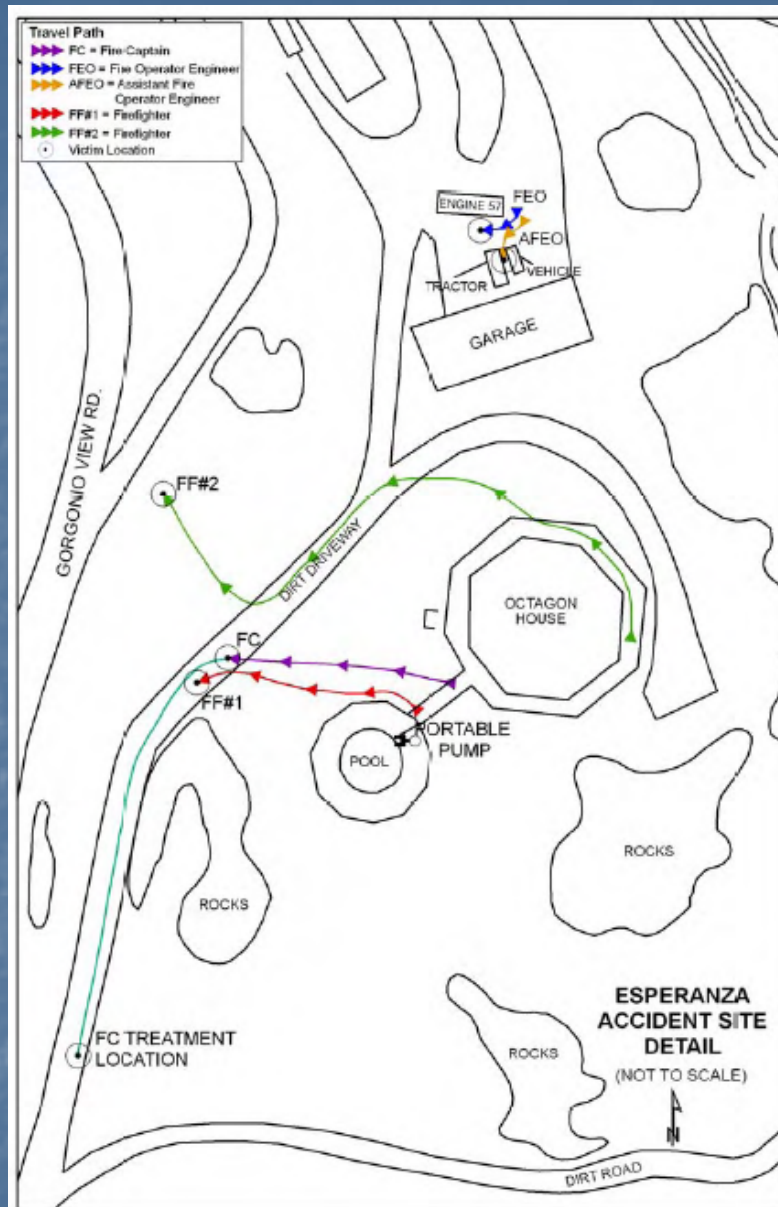 Travel Path
FC = Fire-Captain
FEO = Fire Operator Engineer
AFEO = Assistant Fire
Operator Engineer
FF#1 = Firefighter
FF#2 = Firefighter
Victim Location
ENGINE 57
FEO
AFEO
TRACTOR
VEHICLE
GARAGE
GORGONIO VIEW RD.
FF#2
DIRT DRIVEWAY
OCTAGON
HOUSE
FC
FF#1
PORTABLE
PUMP
POOL
ROCKS
ROCKS
ROCKS
FC TREATMENT
LOCATION
ESPERANZA
ACCIDENT SITE
DETAIL
(NOT TO SCALE)
N
DIRT ROAD